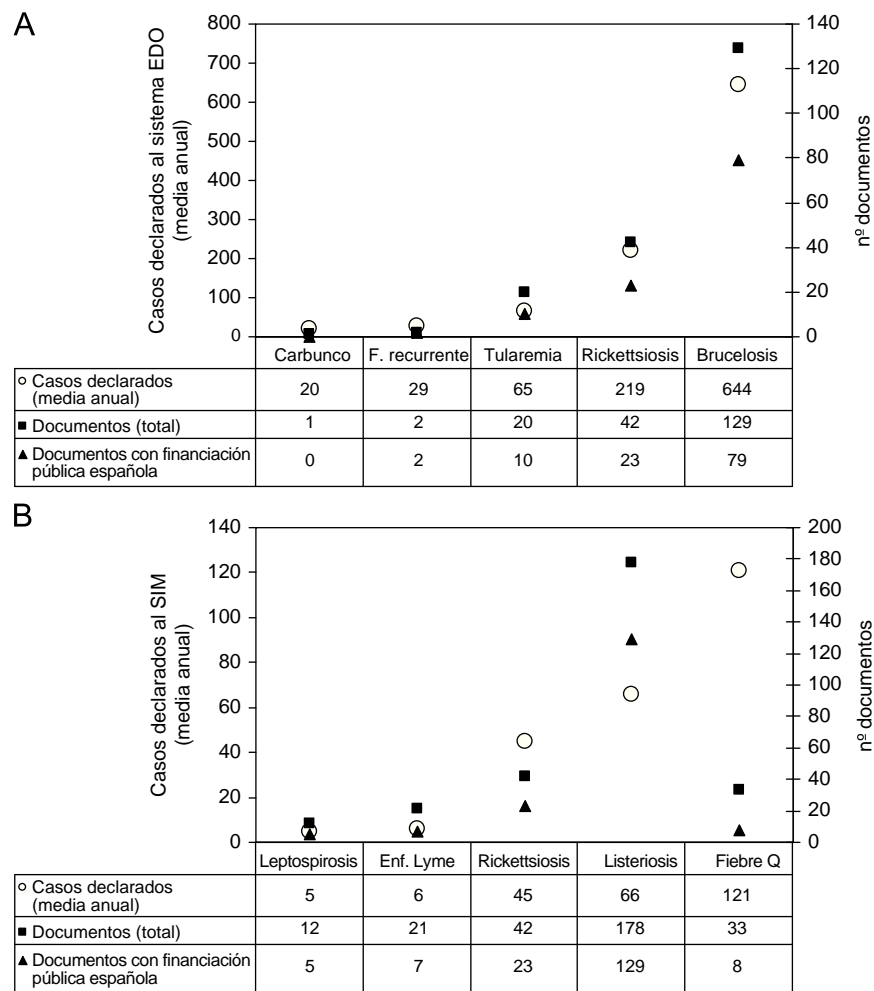 A
Casos declarados al sistema EDO
(media anual)
800
700
600
500
400
300
200
100
0
140
120
100
80
60
40
20
0
nº documentos
Carbunco F. recurrente Tularemia Rickettsiosis Brucelosis
Casos declarados
(media anual) 20 29 65 219 644
Documentos (total) 1 2 20 42 129
Documentos con financiación
pública española 0 2 10 23 79
B
Casos declarados al SIM
(media anual)
140
120
100
80
60
40
20
0
200
180
160
140
120
100
80
60
40
20
0
nº documentos
Leptospirosis Enf. Lyme Rickettsiosis Listeriosis Fiebre Q
Casos declarados
(media anual) 5 6 45 66 121
Documentos (total) 12 21 42 178 33
Documentos con financiación
pública española 5 7 23 129 8